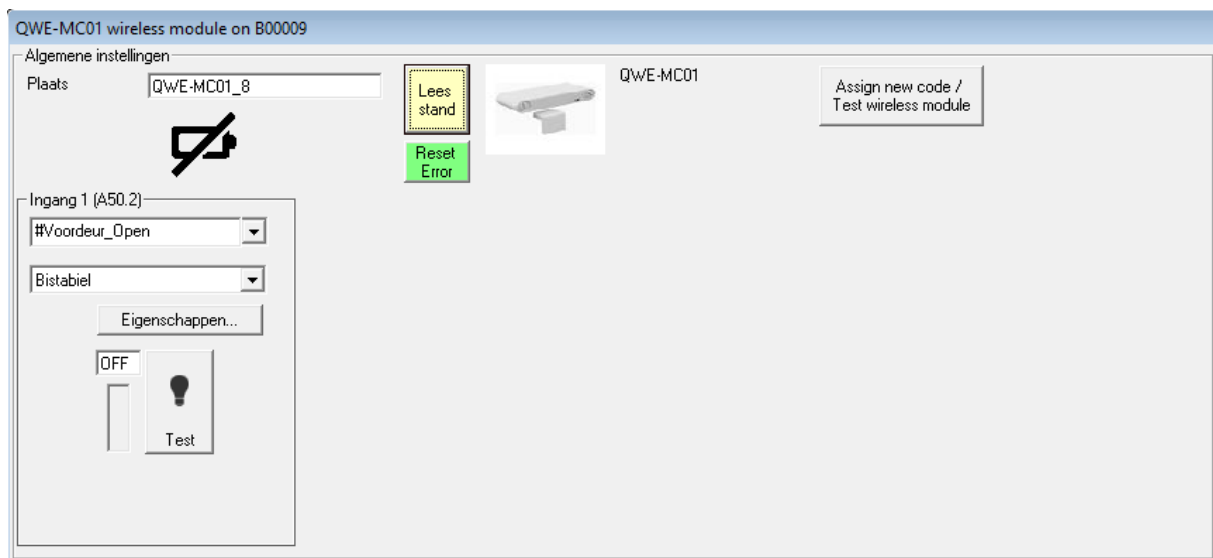 QWE-MC01 wireless module on B00009
Algemene instellingen
Plaats
QWE-MC01_8
Lees
stand
Reset
Error
QWE-MC01
Assign new code /
Test wireless module
Ingang 1 (A50.2)
#Voordeur_Open
Bistabiel
Eigenschappen...
OFF
Test